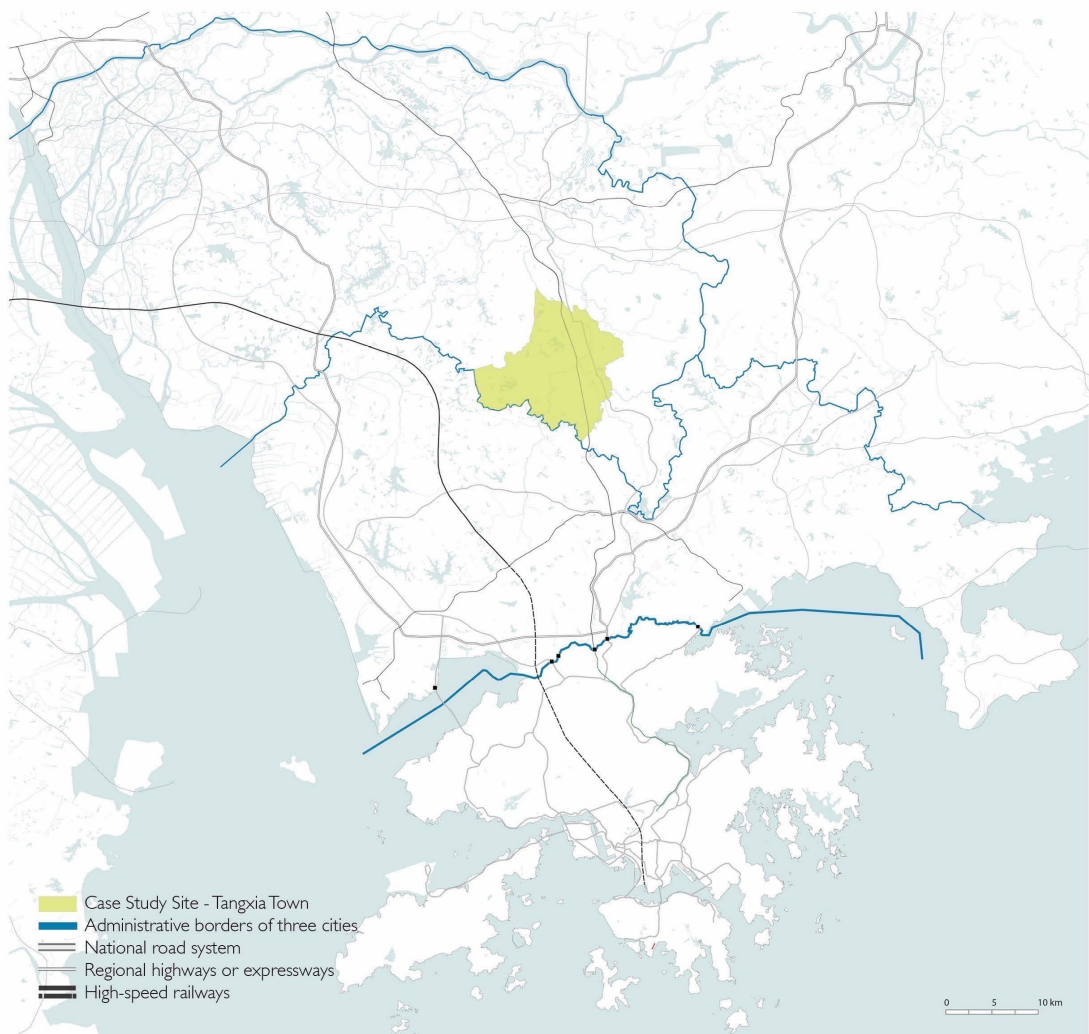 Case Study Site - Tangxia Town
Administrative borders of three cities
National road system
Regional highways or expressways
High-speed railways
0 5 10 km